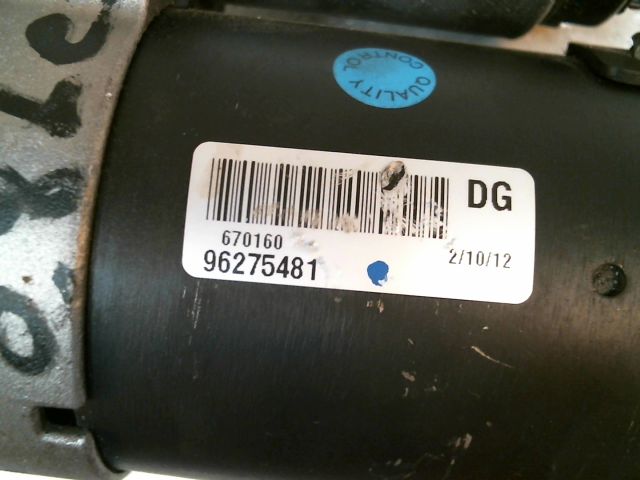 QUALITY
CONTROL
DG
670160
96275481
2/10/12